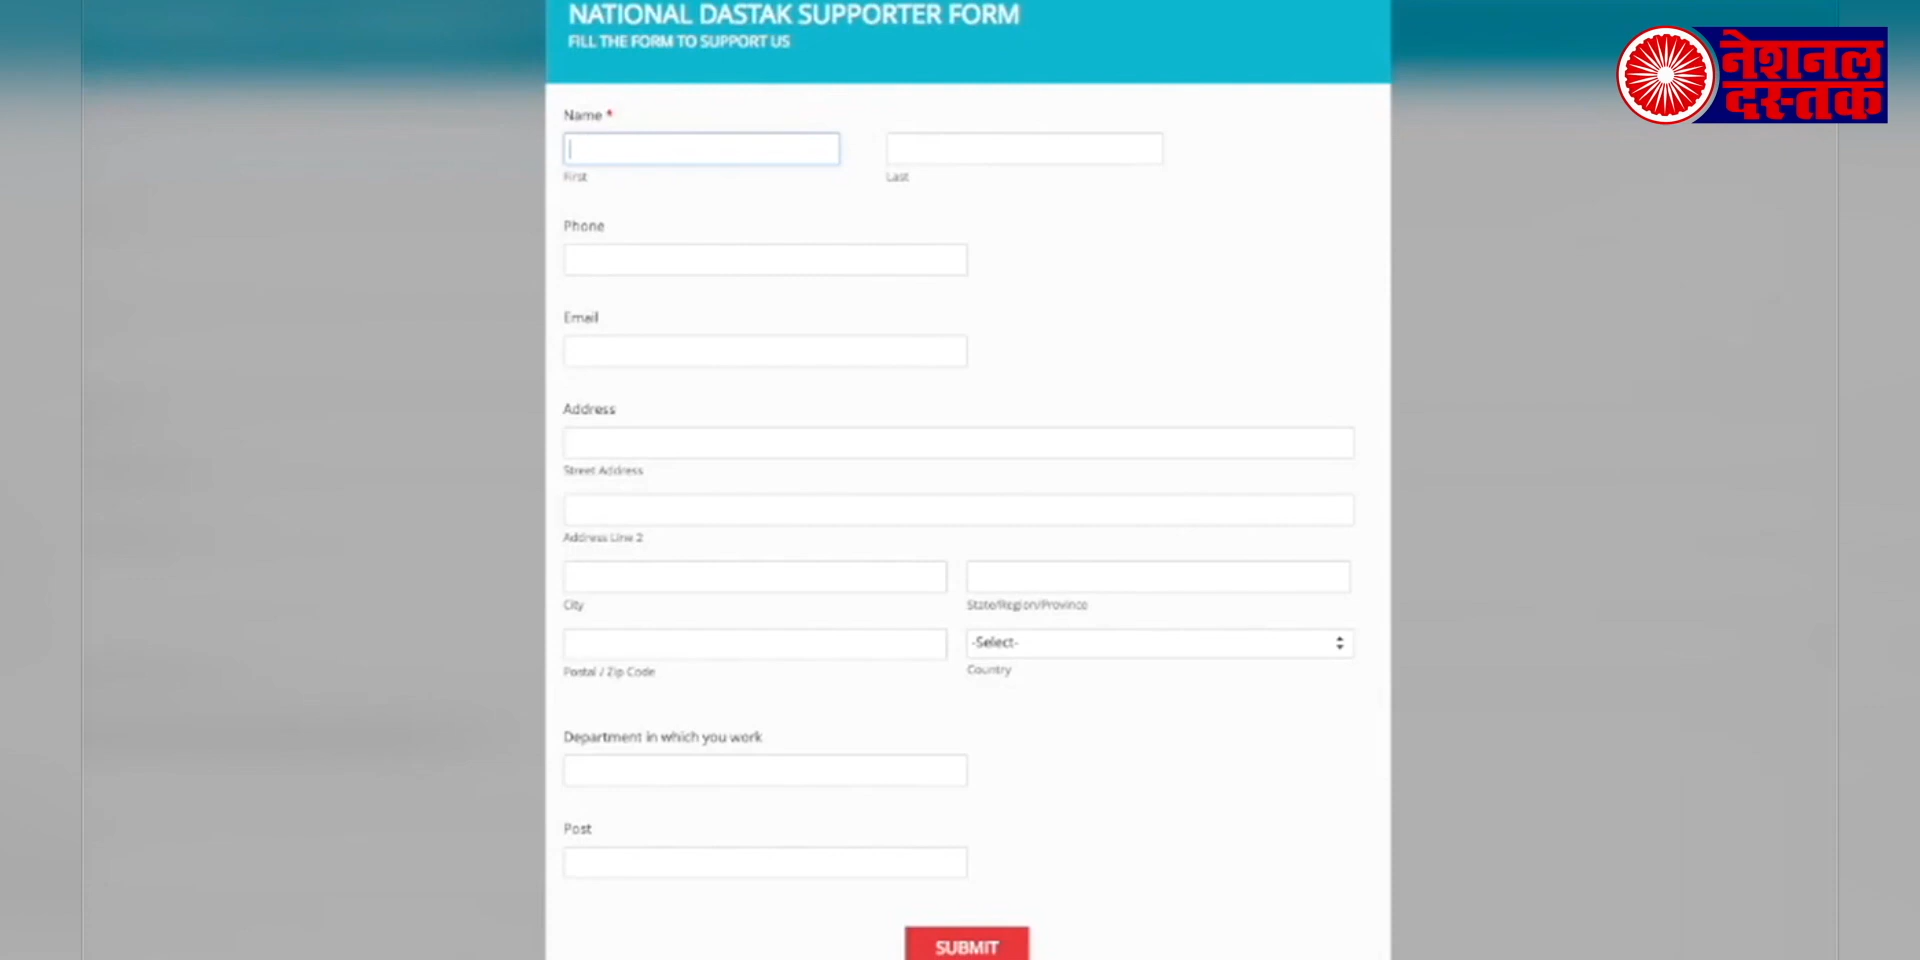 NATIONAL DASTAK SUPPORTER FORM
FILL THE FORM TO SUPPORT US
नेशनल
दस्तक
Name *
First
Last
Phone
Email
Address
Street Address
Address Line 2
City
State/Region/Province
Postal / Zip Code
-Select-
Country
Department in which you work
Post
SUBMIT